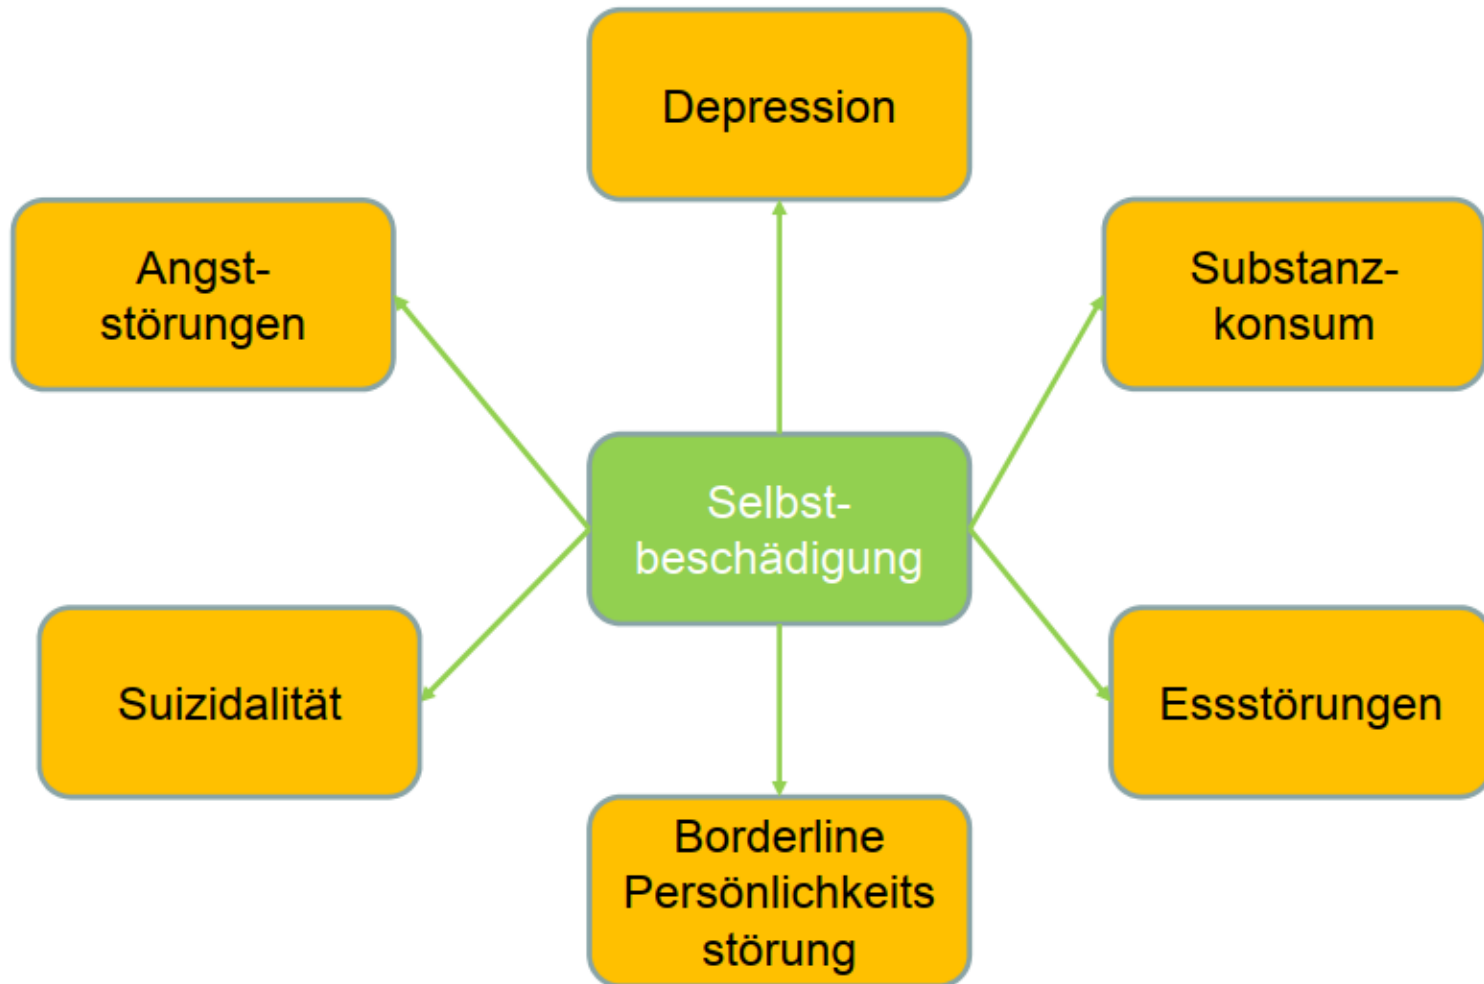 Depression
Angst-
störungen
Substanz-
konsum
Selbst-
beschädigung
Suizidalität
Essstörungen
Borderline
Persönlichkeits
störung